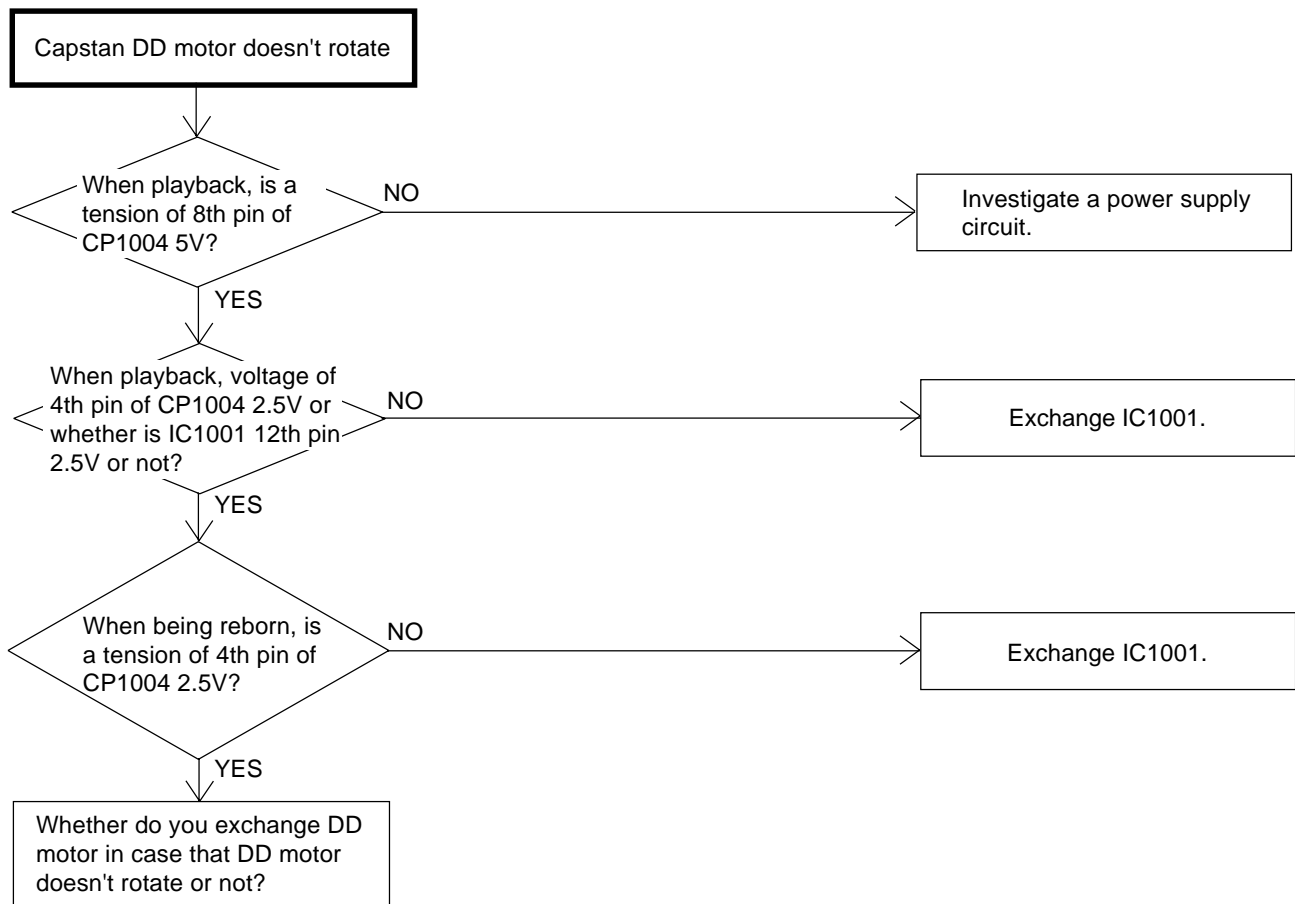 Capstan DD motor doesn't rotate
When playback, is a
tension of 8th pin of
CP1004 5V?
NO
Investigate a power supply
circuit.
YES
When playback, voltage of
4th pin of CP1004 2.5V or
whether is IC1001 12th pin
2.5V or not?
NO
Exchange IC1001.
YES
When being reborn, is
a tension of 4th pin of
CP1004 2.5V?
NO
Exchange IC1001.
YES
Whether do you exchange DD
motor in case that DD motor
doesn't rotate or not?